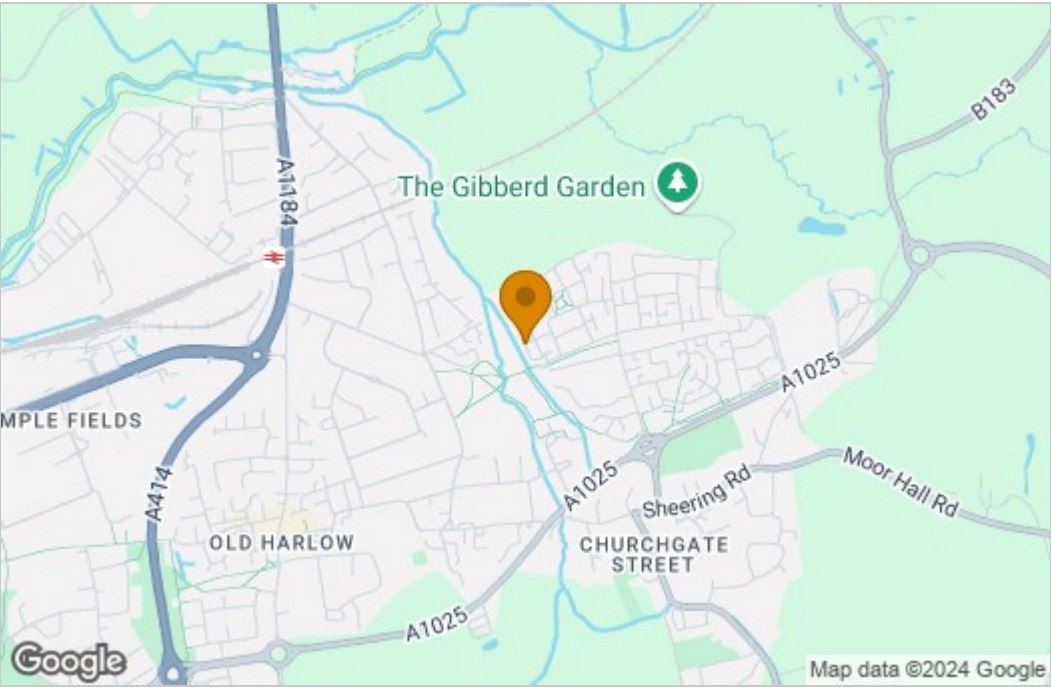 B183
A1184
The Gibberd Garden
A1025
MPLE FIELDS
A414
Moor Hall Rd
Sheering Rd
A1025
OLD HARLOW
CHURCHGATE
STREET
A1025
Google
Map data ©2024 Google